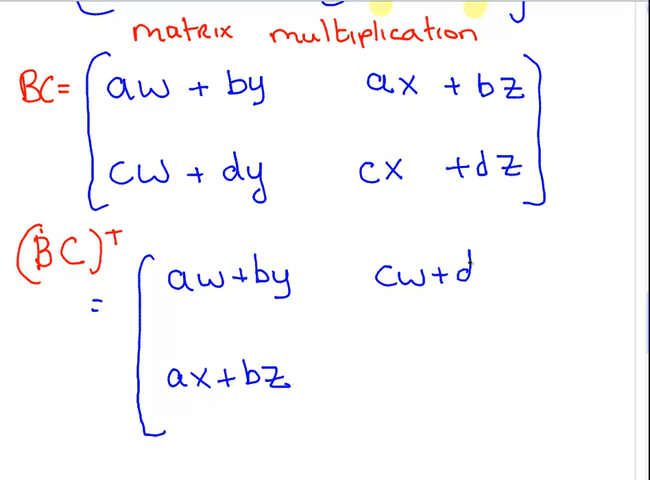 matrix multiplication
BC= [ aw + by ax + bz ]
[ cw + dy cx + dz ]
(BC)ᵀ
= [ aw+by cw+d
ax+bz